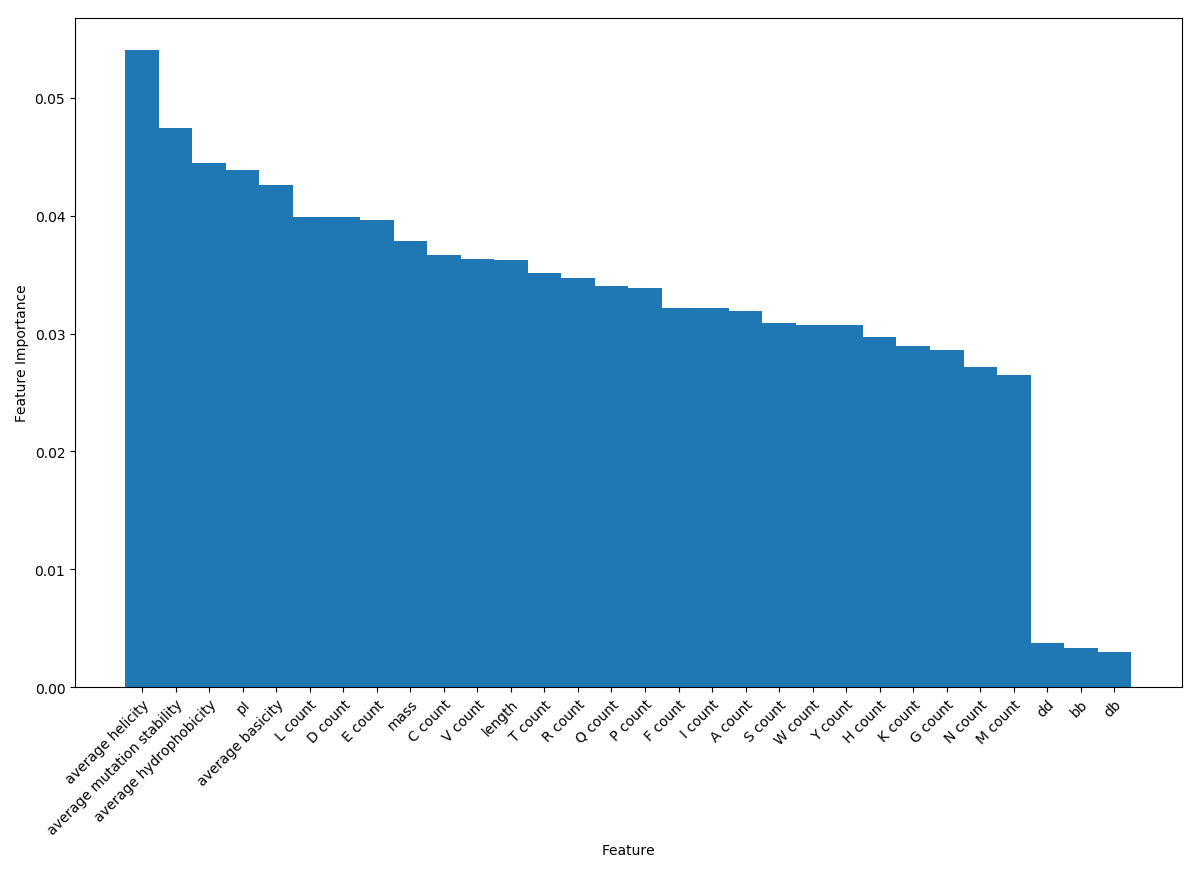 0.05
0.04
0.03
0.02
0.01
0.00
Feature Importance
average helicity
average mutation stability
average hydrophobicity
pI
average basicity
L count
D count
E count
mass
C count
V count
length
T count
R count
Q count
P count
F count
I count
A count
S count
W count
Y count
H count
K count
G count
N count
M count
dd
bb
db
Feature